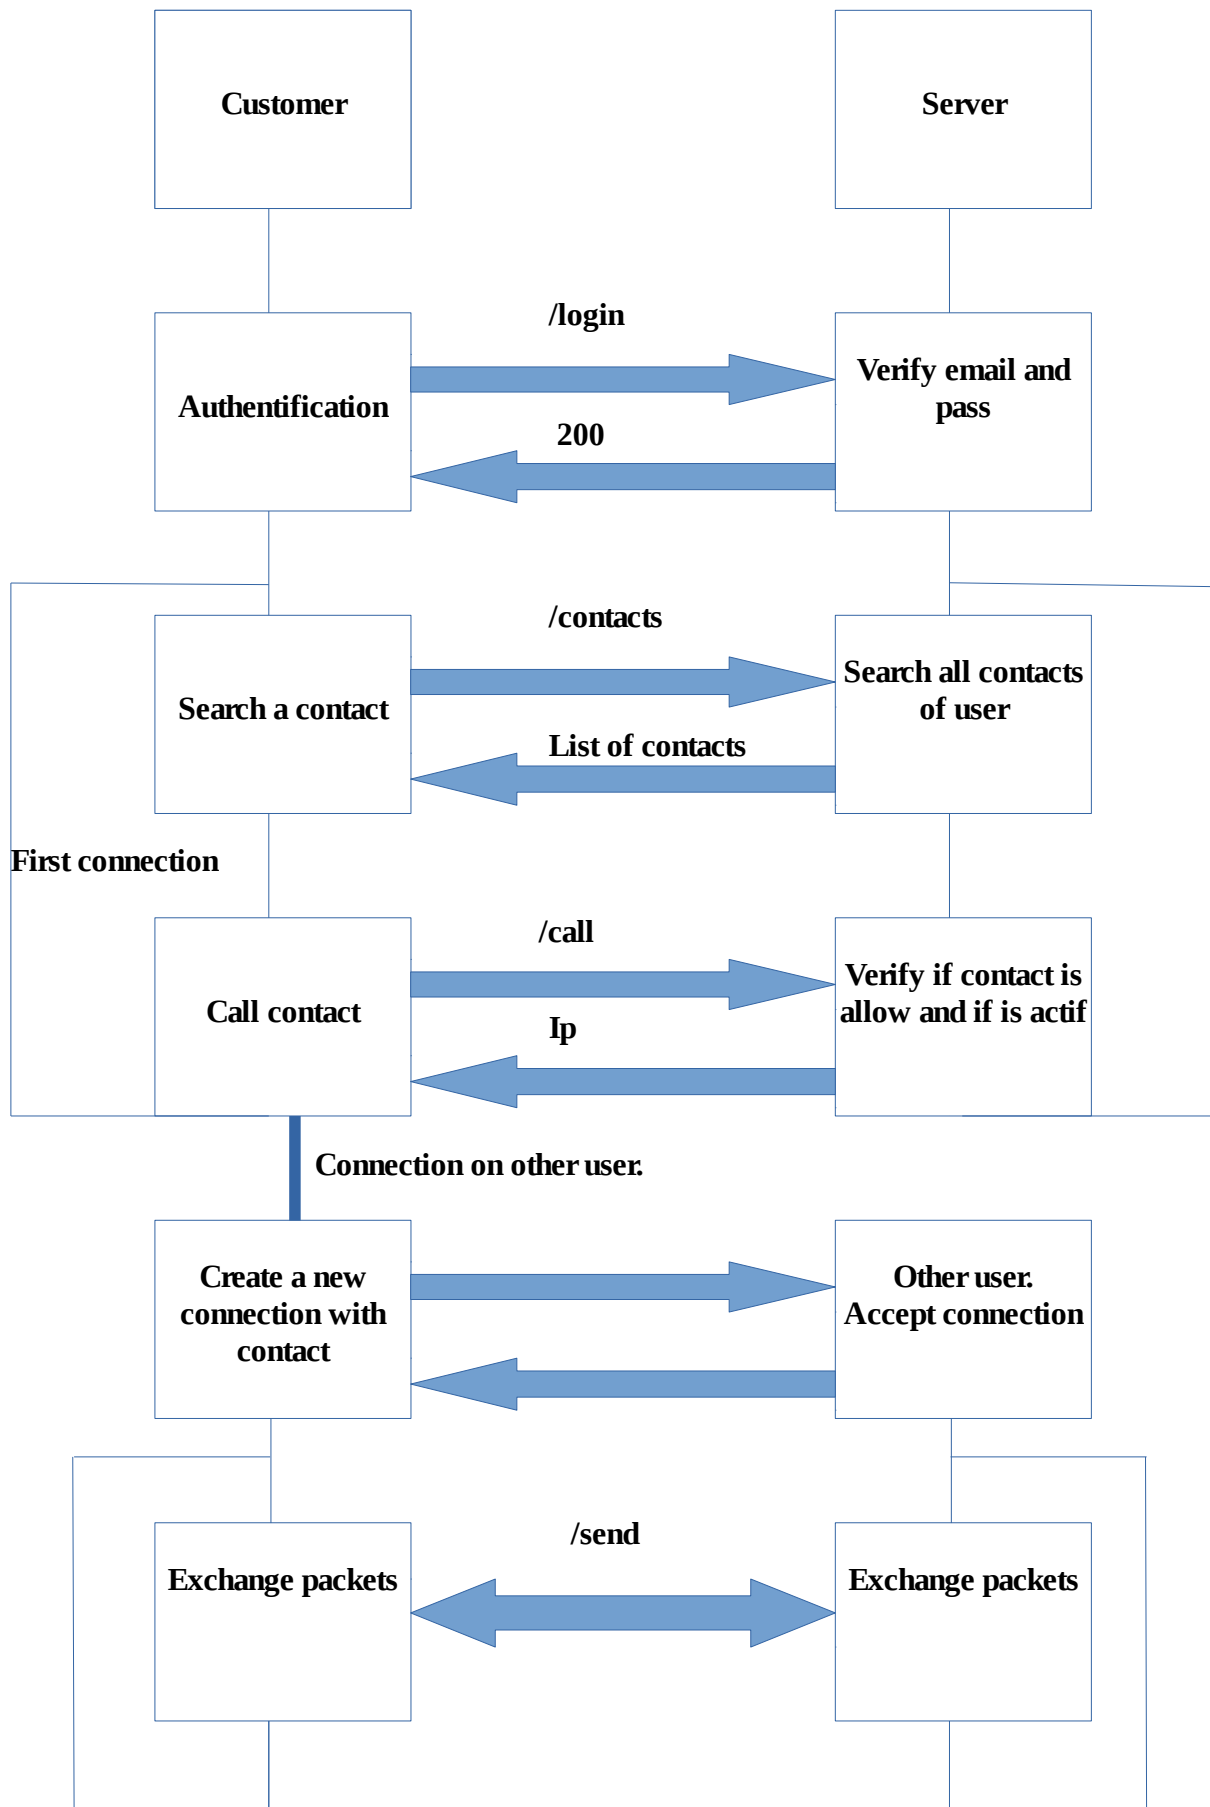 Customer
Server
/login
Authentification
Verify email and
pass
200
/contacts
Search a contact
Search all contacts
of user
List of contacts
First connection
/call
Call contact
Verify if contact is
allow and if is actif
Ip
Connection on other user.
Create a new
connection with
contact
Other user.
Accept connection
/send
Exchange packets
Exchange packets